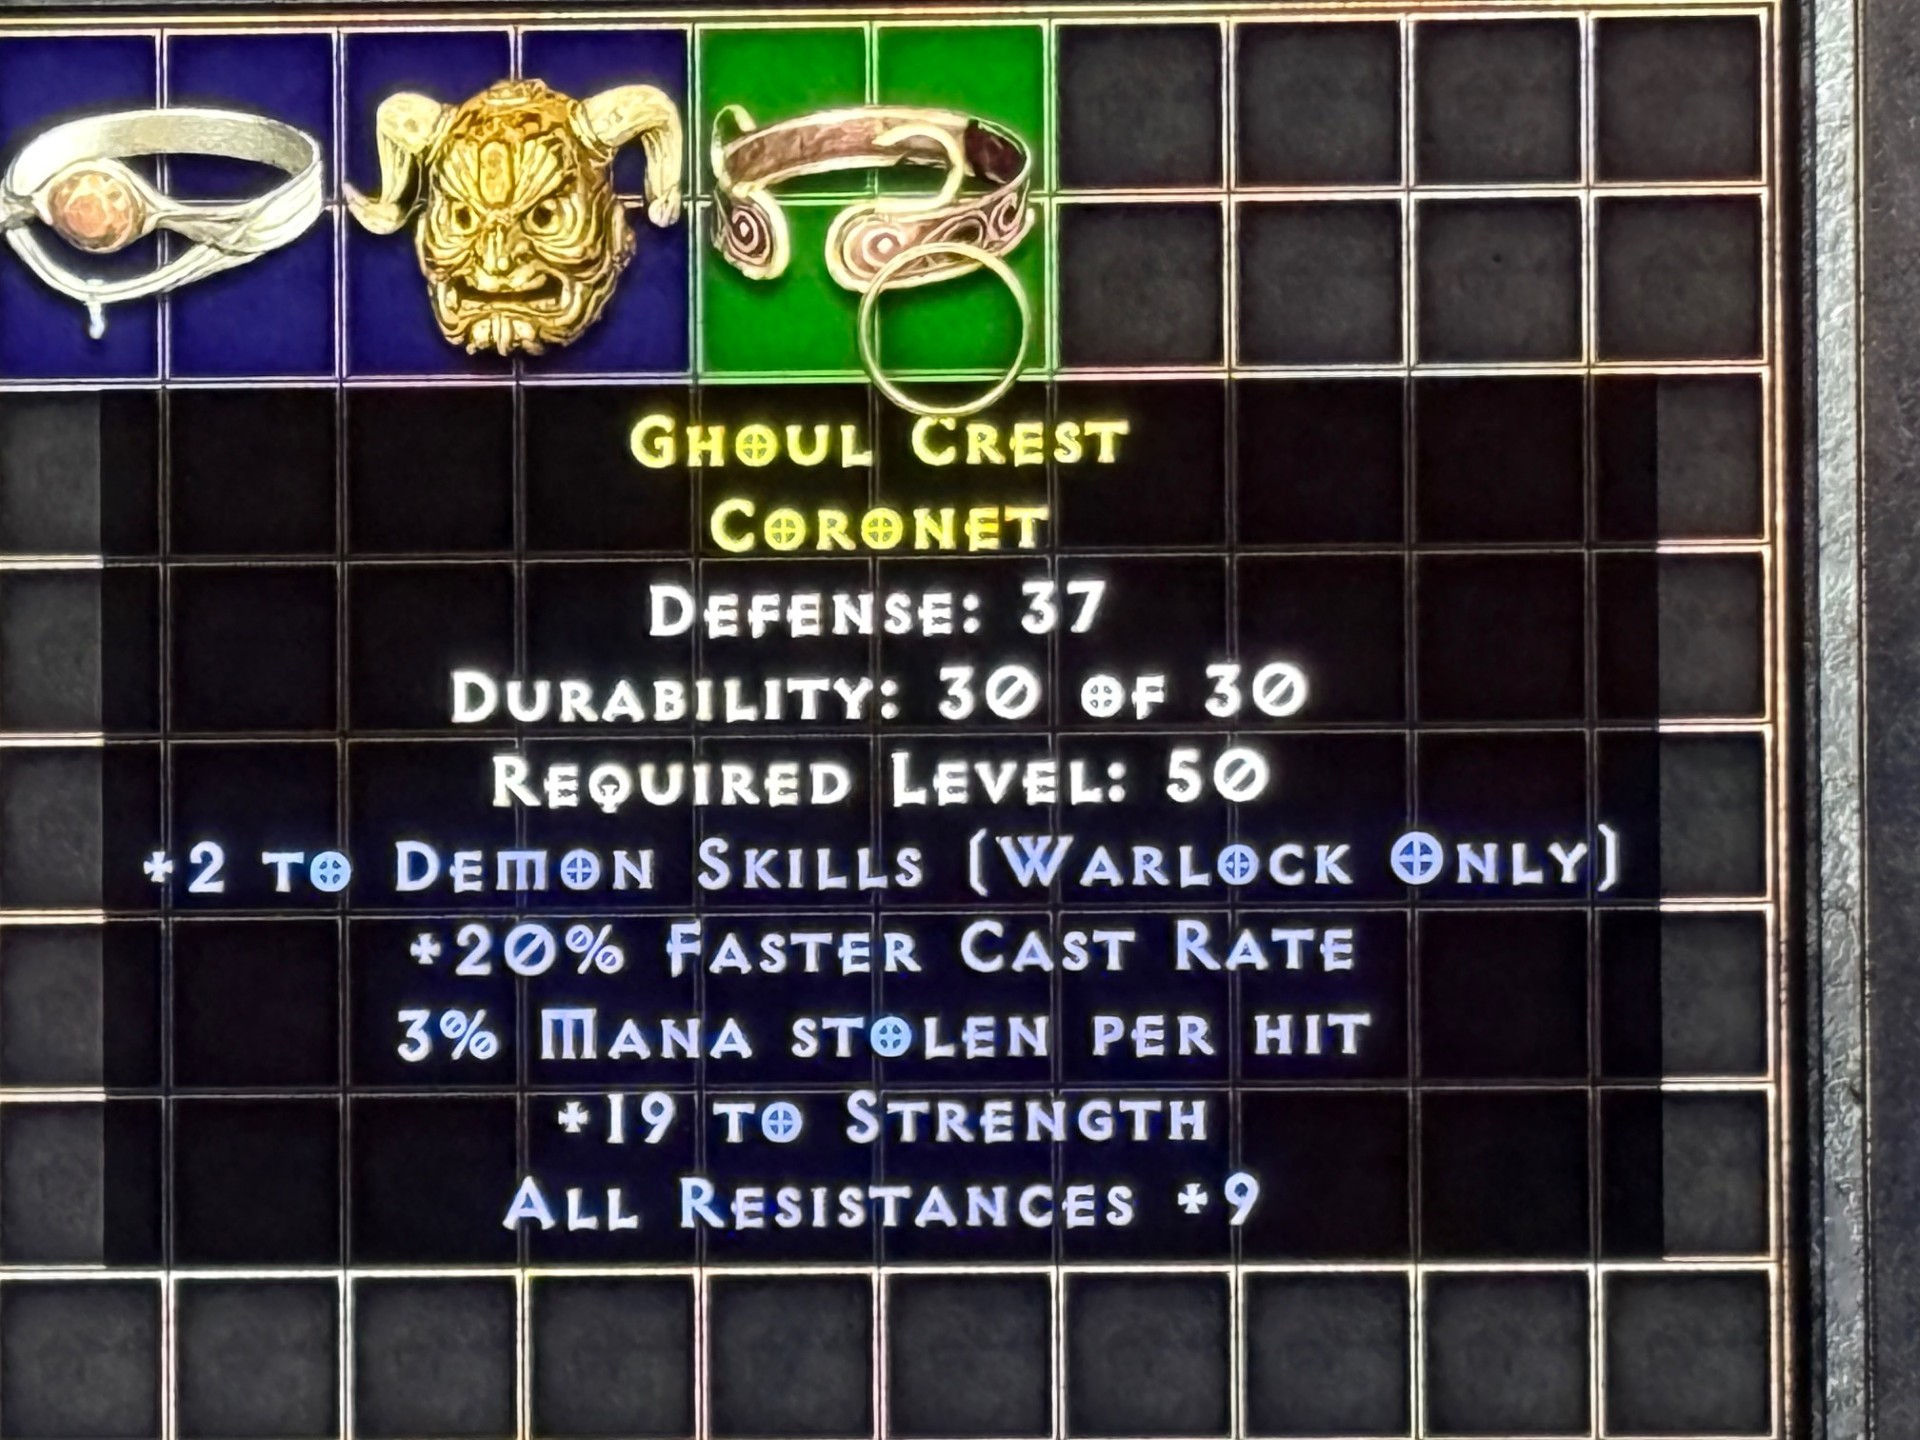 Ghoul Crest
Coronet
Defense: 37
Durability: 30 of 30
Required Level: 50
+2 to Demon Skills (Warlock Only)
+20% Faster Cast Rate
3% Mana stolen per hit
+19 to Strength
All Resistances +9